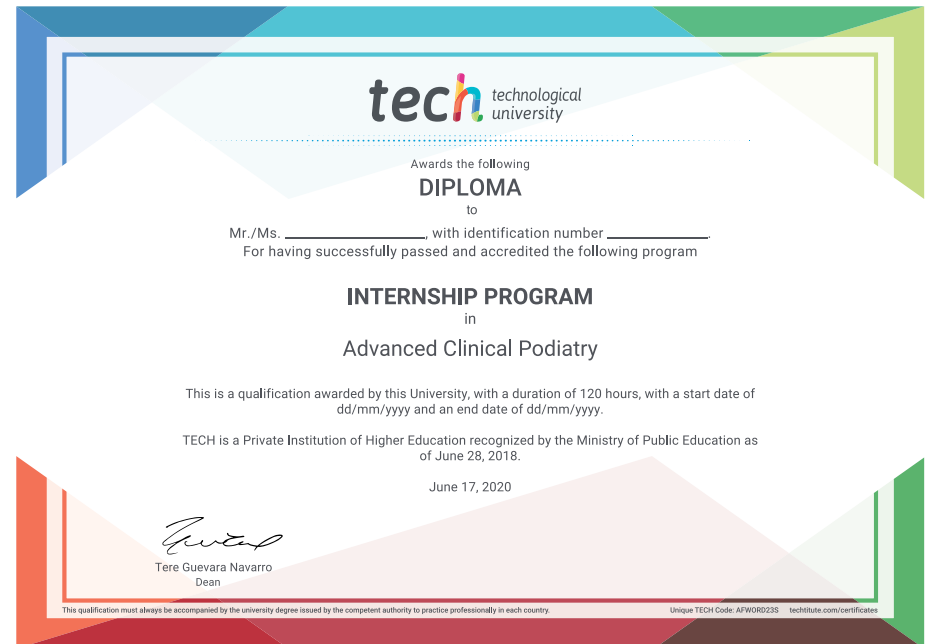 tech technological
university
Awards the following
DIPLOMA
to
Mr./Ms. ____________________, with identification number ______________.
For having successfully passed and accredited the following program
INTERNSHIP PROGRAM
in
Advanced Clinical Podiatry
This is a qualification awarded by this University, with a duration of 120 hours, with a start date of
dd/mm/yyyy and an end date of dd/mm/yyyy.
TECH is a Private Institution of Higher Education recognized by the Ministry of Public Education as
of June 28, 2018.
June 17, 2020
Tere Guevara Navarro
Dean
This qualification must always be accompanied by the university degree issued by the competent authority to practice professionally in each country. Unique TECH Code: AFWORD23S techtitute.com/certificates